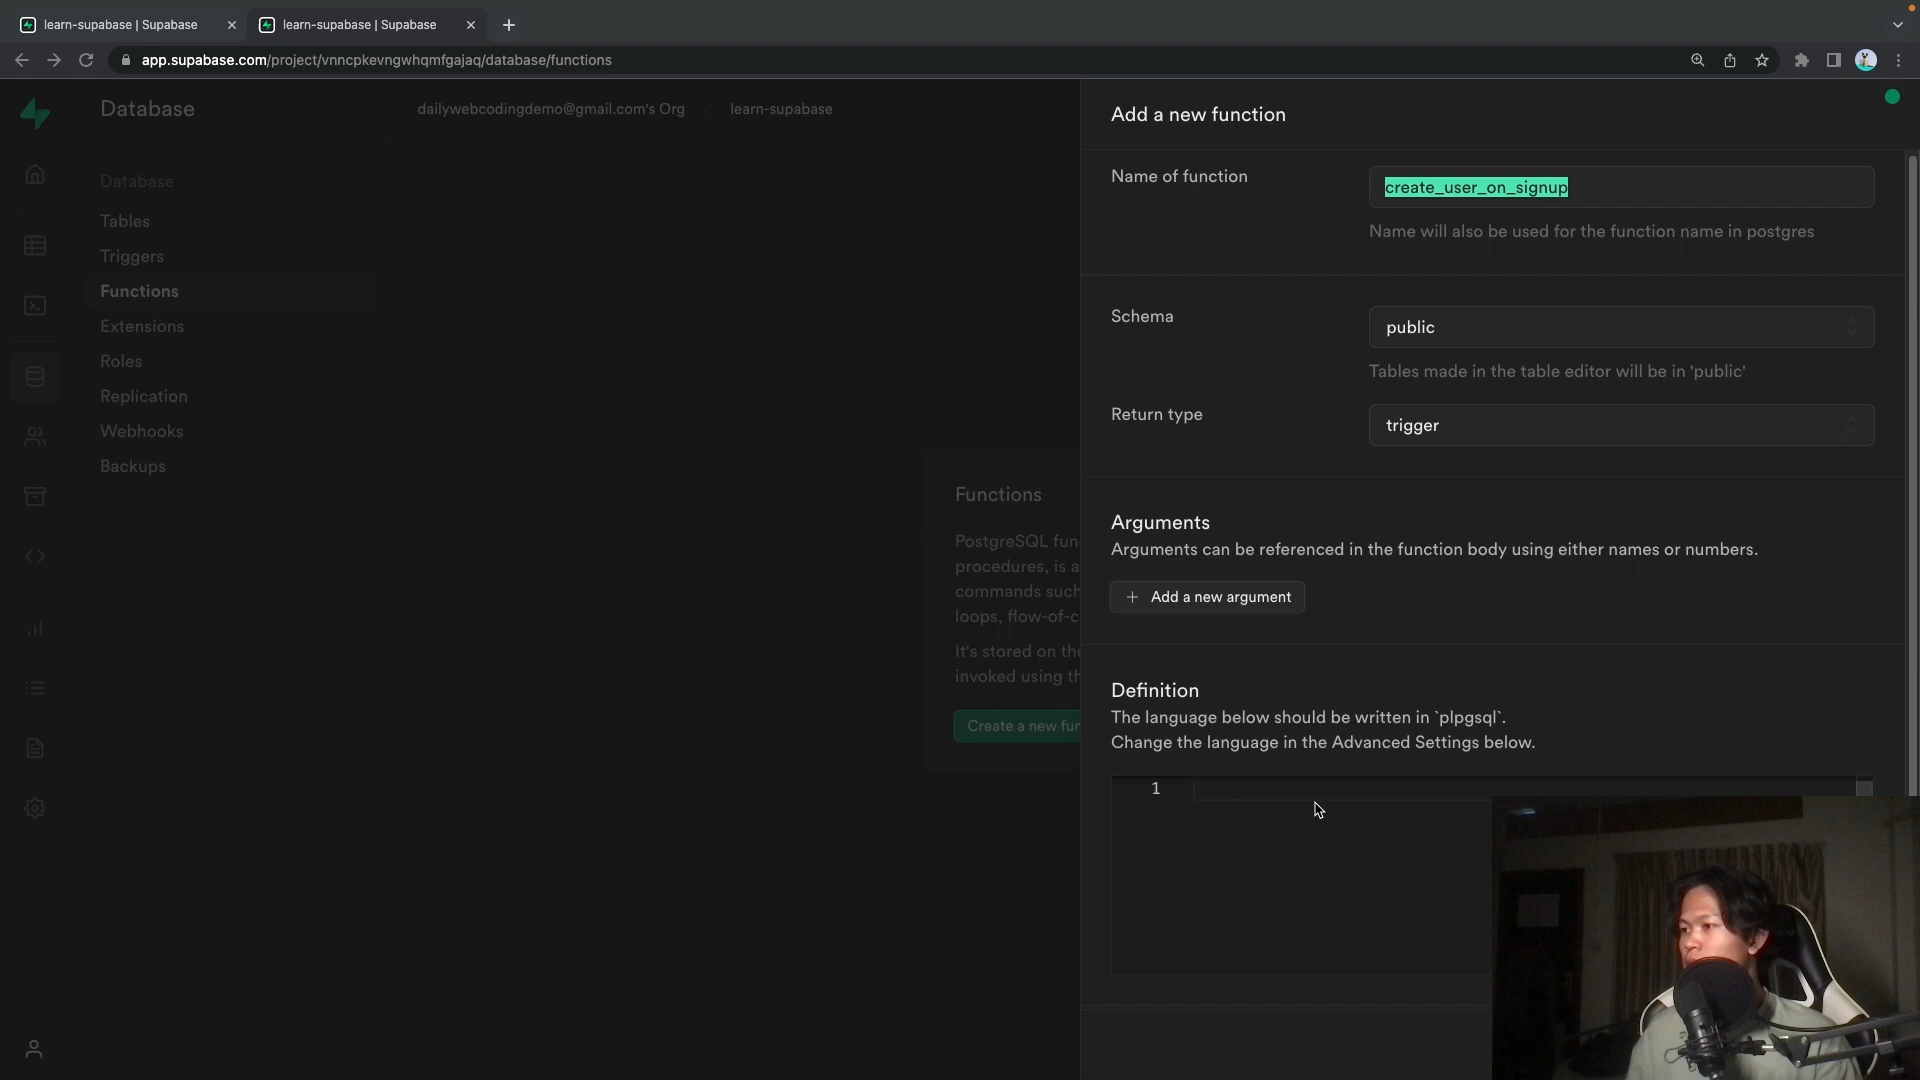 learn-supabase | Supabase
learn-supabase | Supabase
app.supabase.com/project/vnncpkevngwhqmfgajaq/database/functions
Database
dailywebcodingdemo@gmail.com's Org / learn-supabase
Database
Tables
Triggers
Functions
Extensions
Roles
Replication
Webhooks
Backups
Functions
PostgreSQL fun
procedures, is a
commands such
loops, flow-of-c
It's stored on the
invoked using th
Create a new fun
Add a new function
Name of function
create_user_on_signup
Name will also be used for the function name in postgres
Schema
public
Tables made in the table editor will be in 'public'
Return type
trigger
Arguments
Arguments can be referenced in the function body using either names or numbers.
+ Add a new argument
Definition
The language below should be written in `plpgsql`.
Change the language in the Advanced Settings below.
1